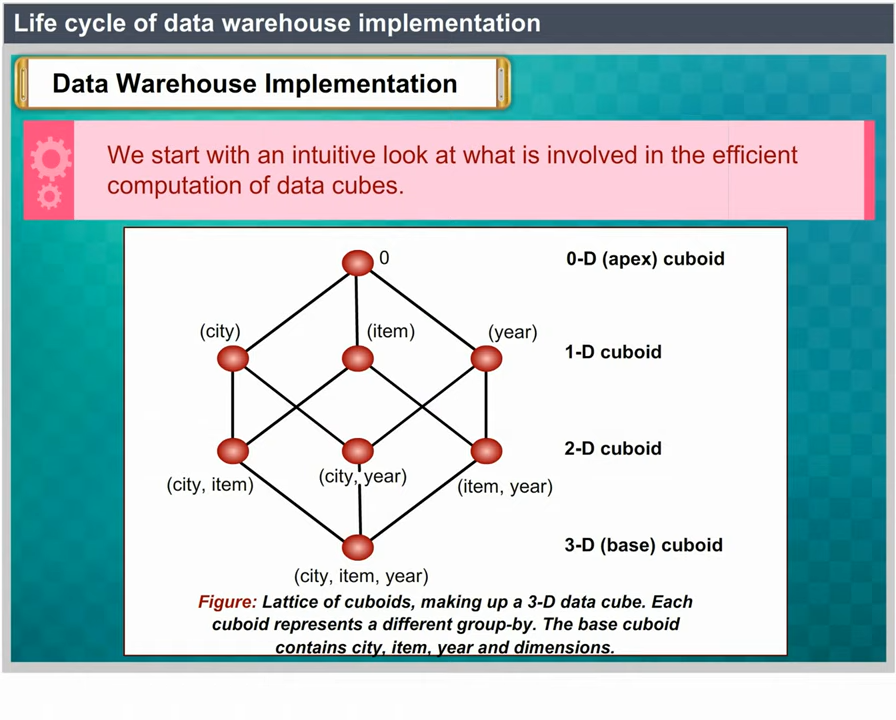 Life cycle of data warehouse implementation
Data Warehouse Implementation
We start with an intuitive look at what is involved in the efficient
computation of data cubes.
0
0-D (apex) cuboid
(city)
(item)
(year)
1-D cuboid
2-D cuboid
(city, item)
(city, year)
(item, year)
3-D (base) cuboid
(city, item, year)
Figure: Lattice of cuboids, making up a 3-D data cube. Each
cuboid represents a different group-by. The base cuboid
contains city, item, year and dimensions.